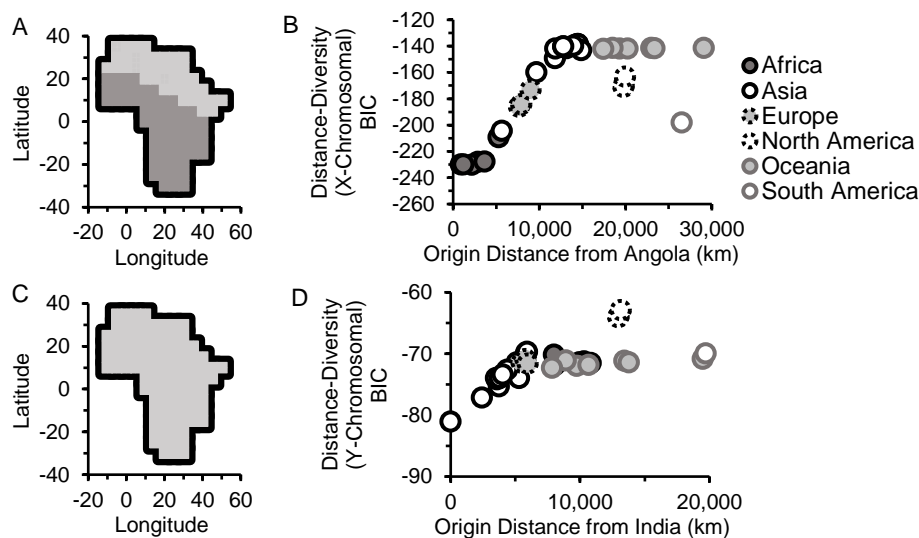 A
40
20
0
-20
-40
Latitude
-20 0 20 40 60
Longitude
B
-120
-140
-160
-180
-200
-220
-240
-260
Distance-Diversity
(X-Chromosomal)
BIC
0 10,000 20,000 30,000
Origin Distance from Angola (km)
Africa
Asia
Europe
North America
Oceania
South America
C
40
20
0
-20
-40
Latitude
-20 0 20 40 60
Longitude
D
-60
-70
-80
-90
Distance-Diversity
(Y-Chromosomal)
BIC
0 10,000 20,000
Origin Distance from India (km)